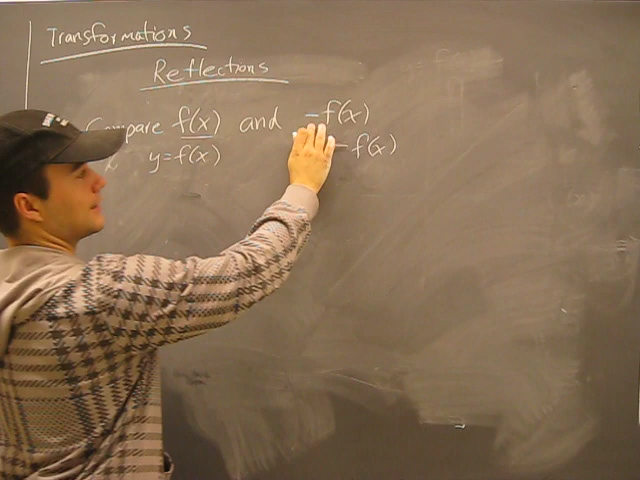 Transformations
Reflections
Compare f(x) and -f(x)
y=f(x) -f(x)